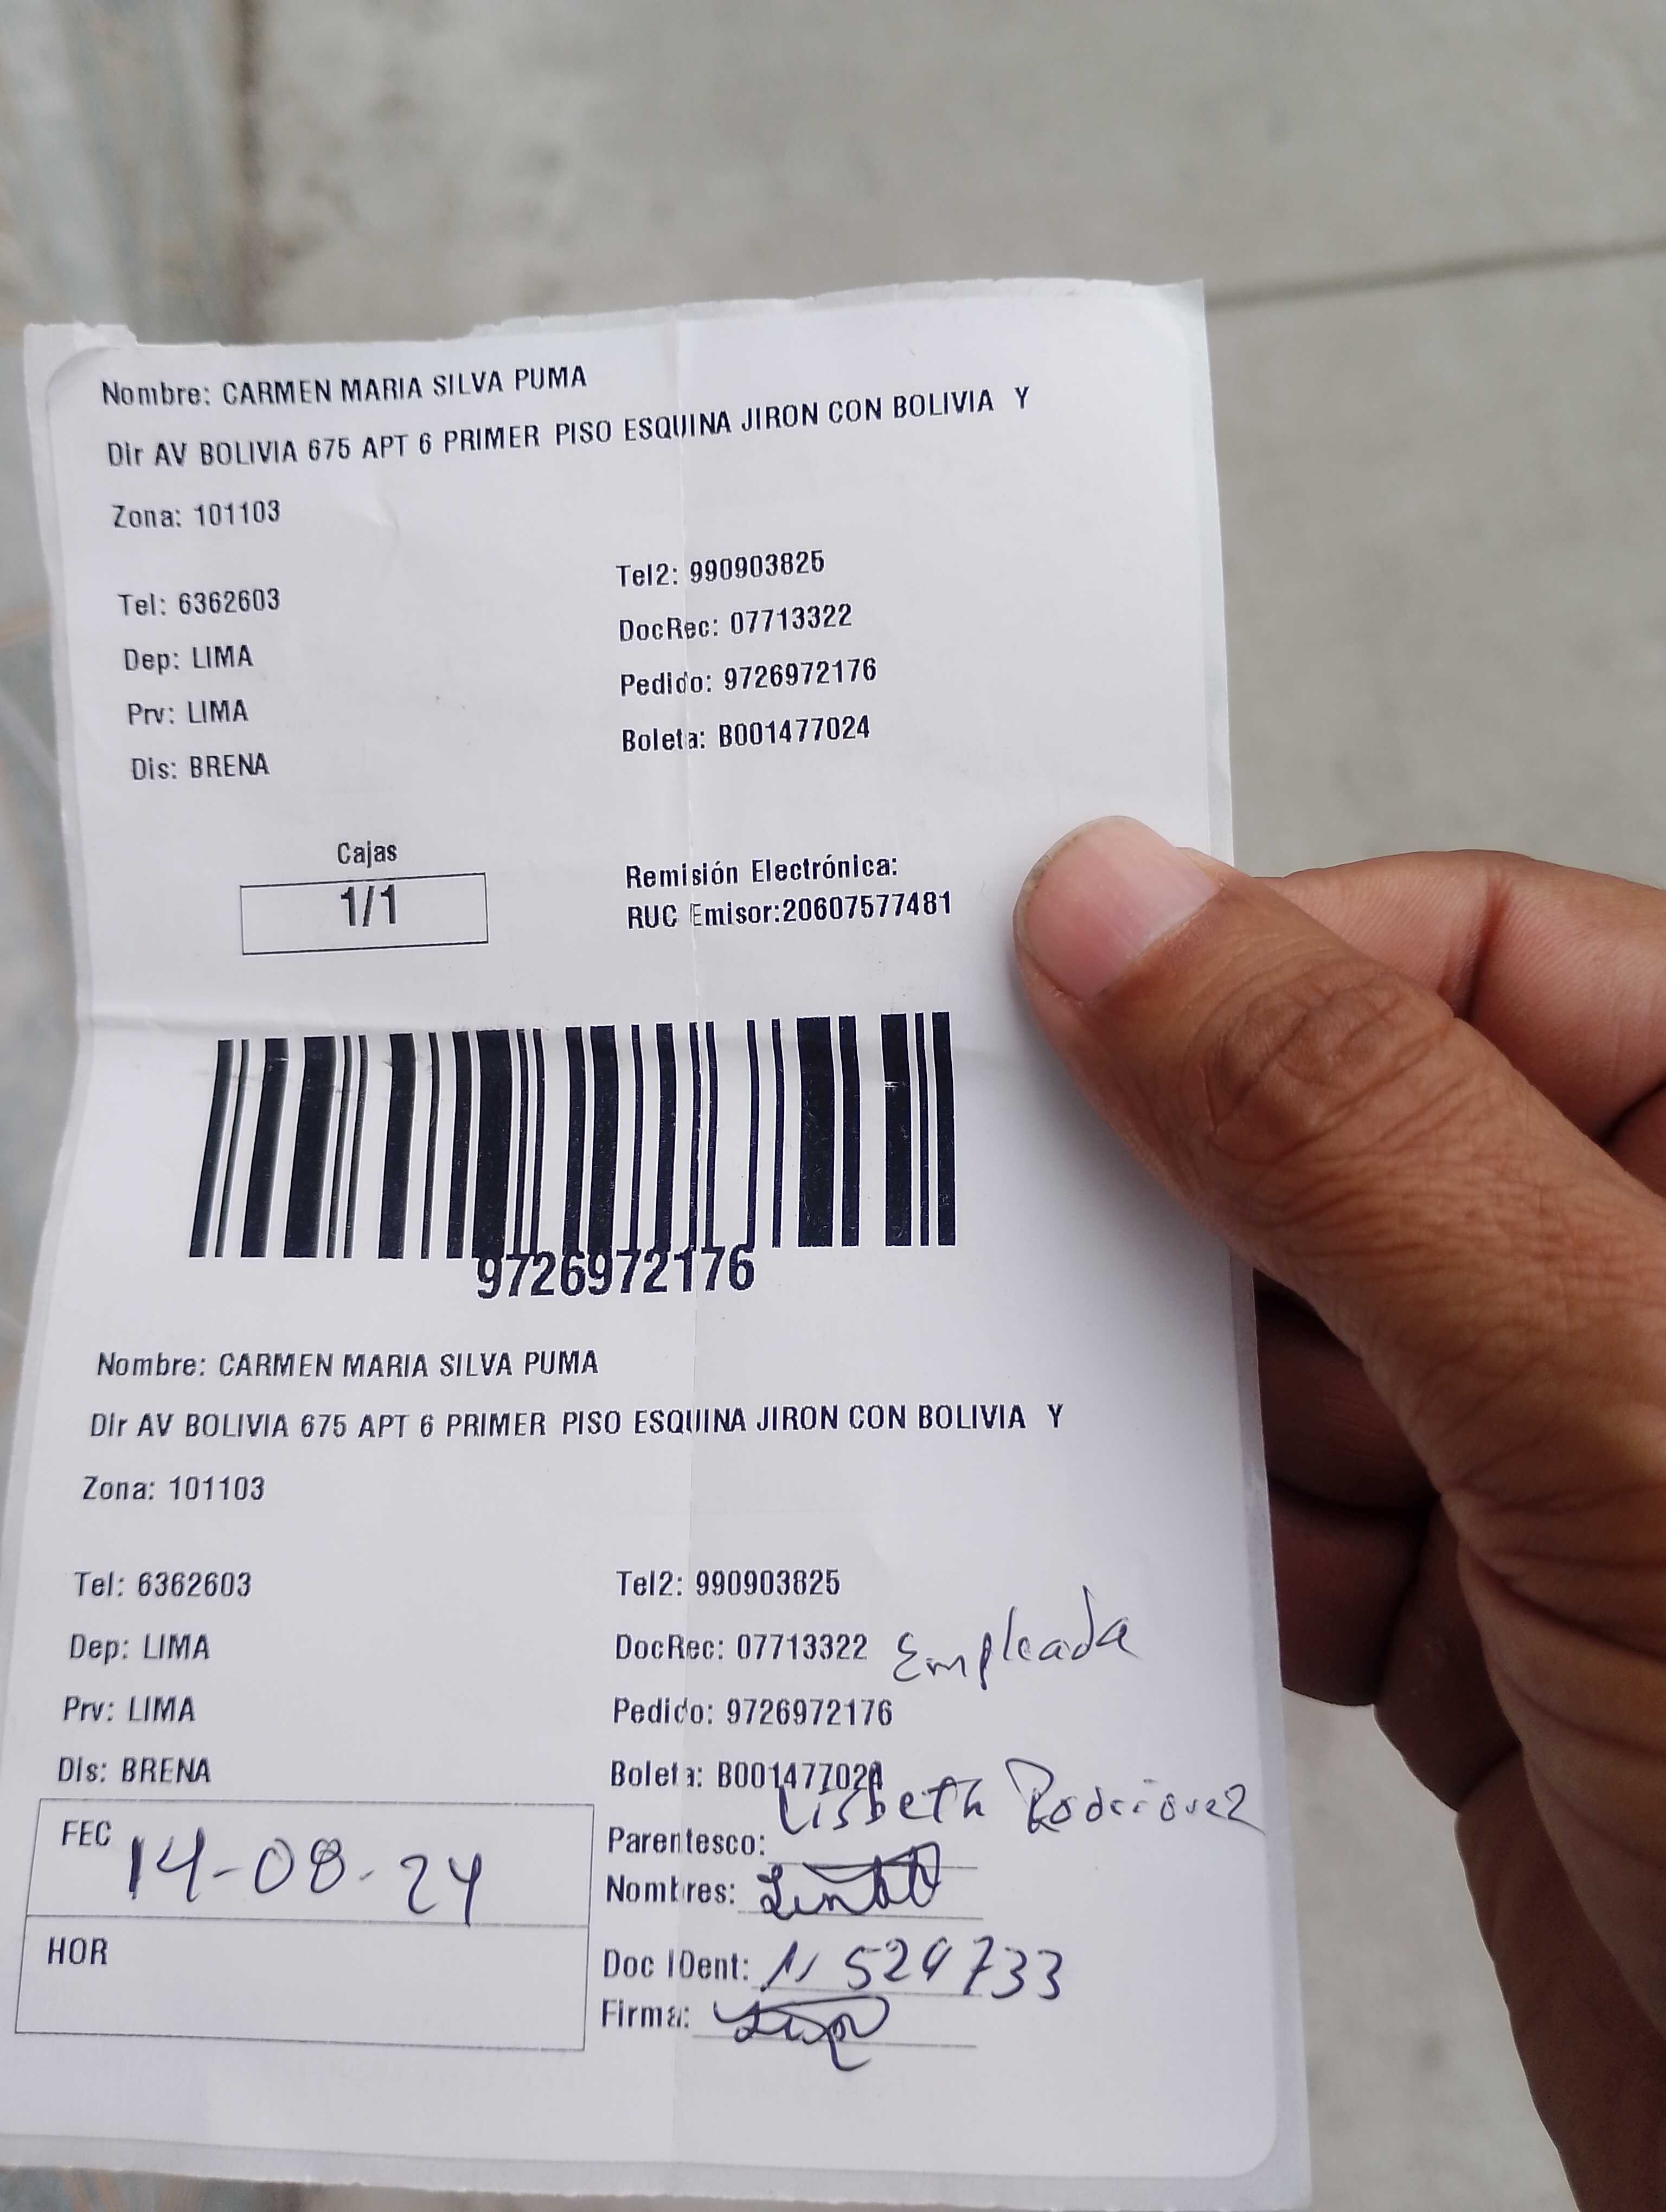 Nombre: CARMEN MARIA SILVA PUMA
Dir AV BOLIVIA 675 APT 6 PRIMER PISO ESQUINA JIRON CON BOLIVIA Y
Zona: 101103
Tel: 6362603 Tel2: 990903825
Dep: LIMA DocRec: 07713322
Prv: LIMA Pedido: 9726972176
Dis: BRENA Boleta: B001477024
Cajas
1/1
Remisión Electrónica:
RUC Emisor:20607577481
9726972176
Nombre: CARMEN MARIA SILVA PUMA
Dir AV BOLIVIA 675 APT 6 PRIMER PISO ESQUINA JIRON CON BOLIVIA Y
Zona: 101103
Tel: 6362603 Tel2: 990903825
Dep: LIMA DocRec: 07713322 Empleada
Prv: LIMA Pedido: 9726972176
Dis: BRENA Boleta: B001477024
Lisbeth Rodriguez
FEC 14-08-24 Parentesco:
Nombres:
HOR Doc IDent: N 529733
Firma: